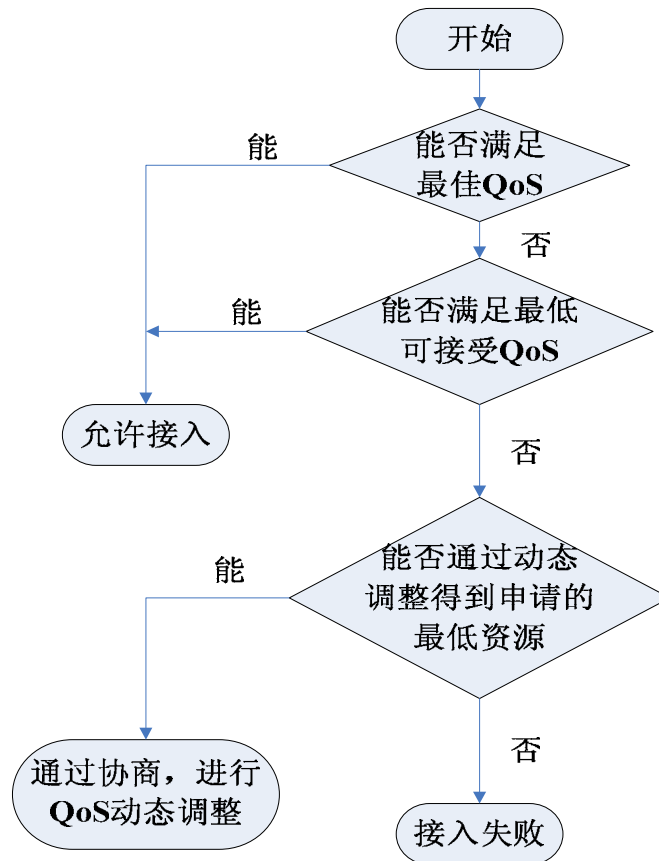 开始
能否满足
最佳QoS
能
否
能否满足最低
可接受QoS
能
允许接入
否
能否通过动态
调整得到申请的
最低资源
能
否
通过协商，进行
QoS动态调整
接入失败